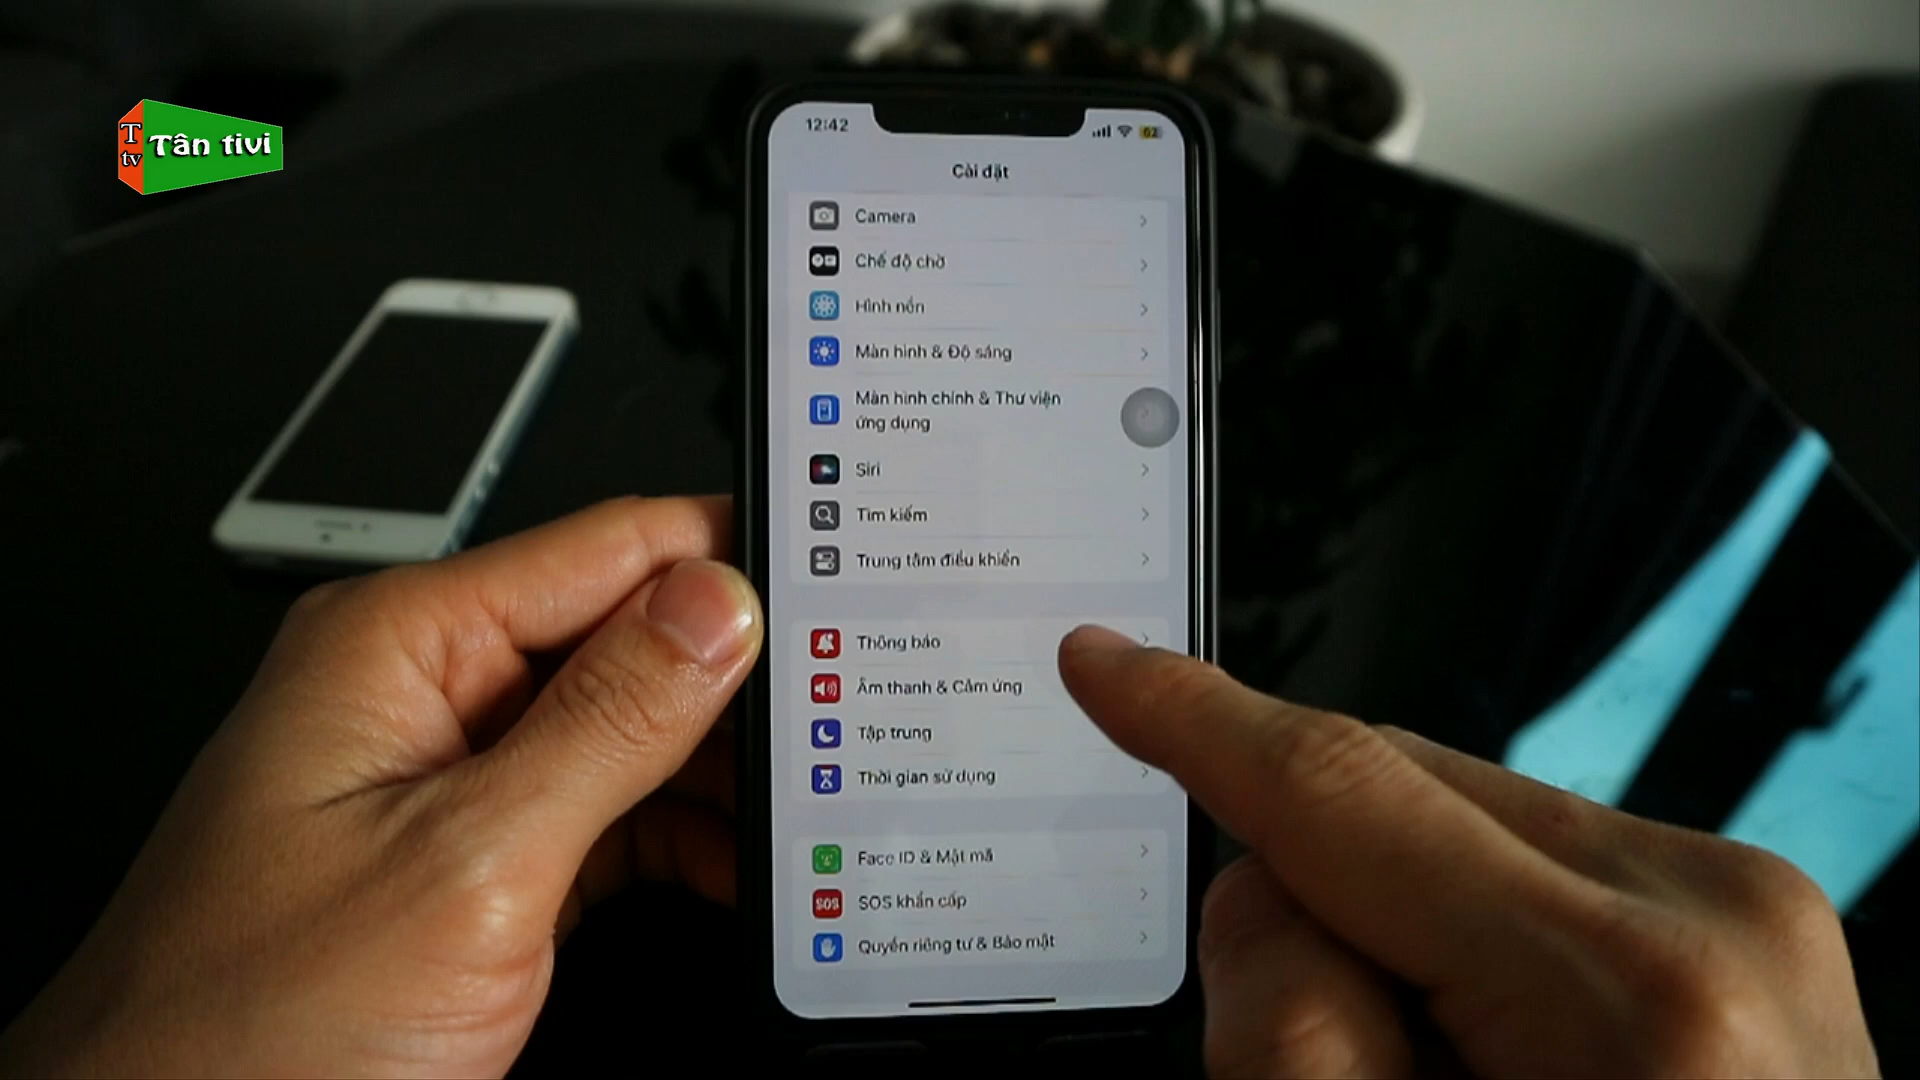 T
tv
Tân tivi
12:42
62
Cài đặt
Camera
Chế độ chờ
Hình nền
Màn hình & Độ sáng
Màn hình chính & Thư viện
ứng dụng
Siri
Tìm kiếm
Trung tâm điều khiển
Thông báo
Âm thanh & Cảm ứng
Tập trung
Thời gian sử dụng
Face ID & Mật mã
SOS
SOS khẩn cấp
Quyền riêng tư & Bảo mật